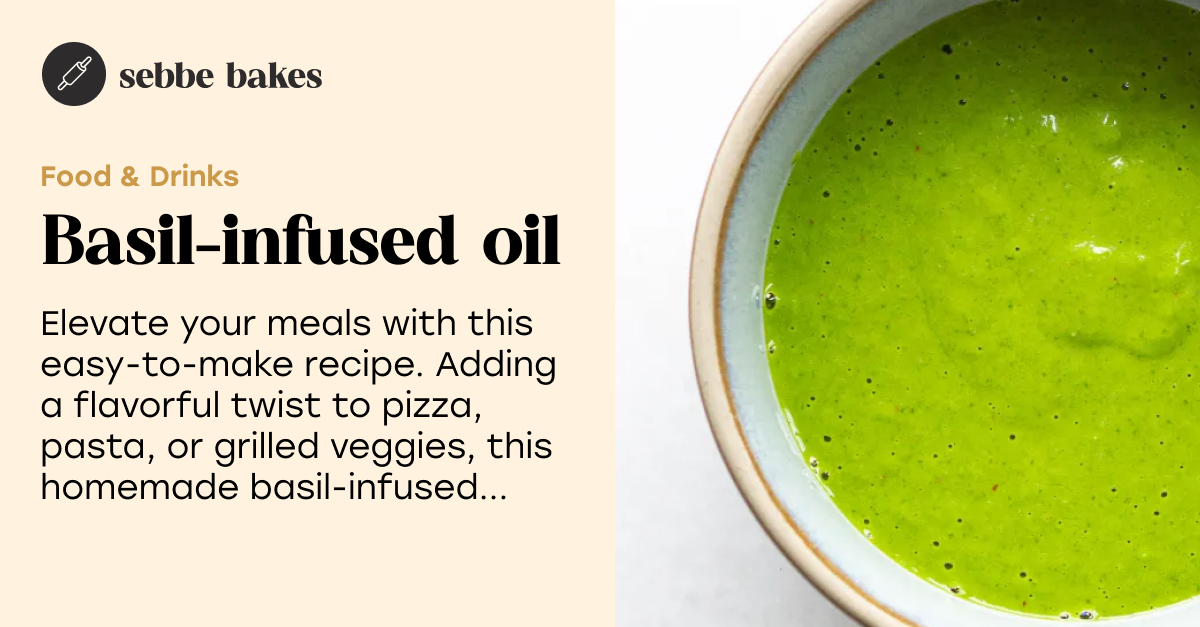 sebbe bakes
Food & Drinks
Basil-infused oil
Elevate your meals with this
easy-to-make recipe. Adding
a flavorful twist to pizza,
pasta, or grilled veggies, this
homemade basil-infused...